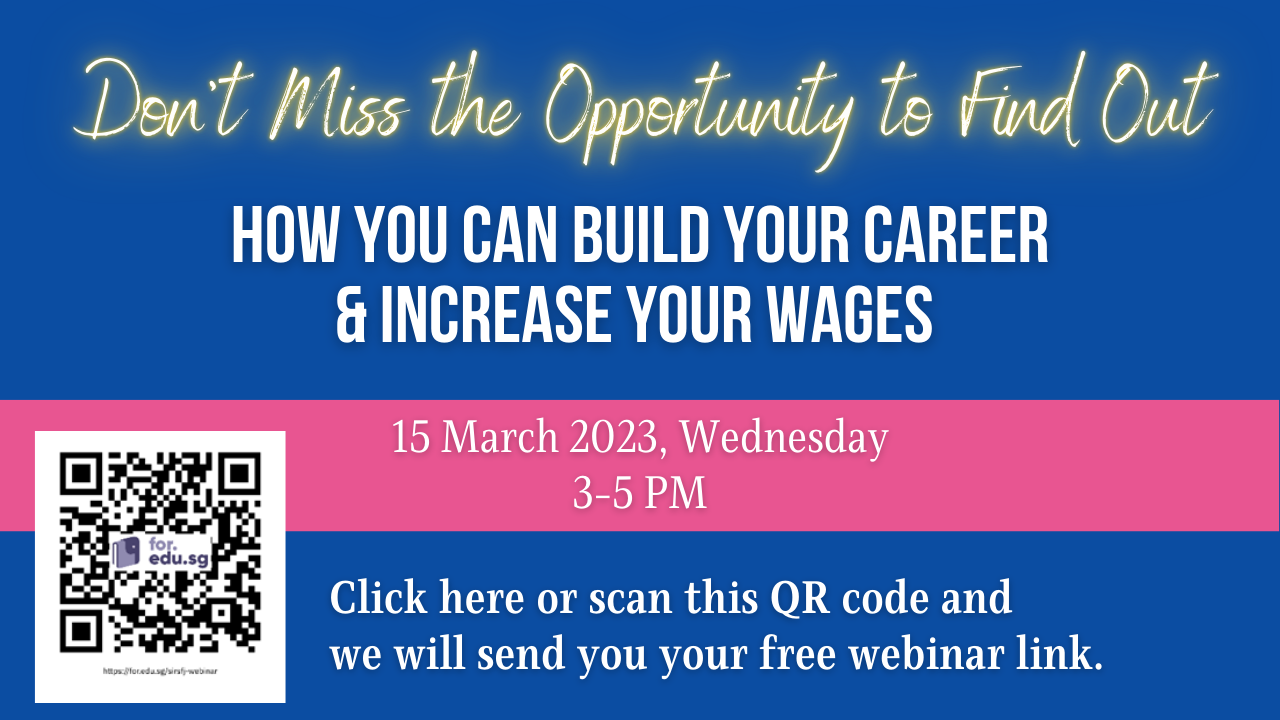 Don't Miss the Opportunity to Find Out
HOW YOU CAN BUILD YOUR CAREER
& INCREASE YOUR WAGES
15 March 2023, Wednesday
3-5 PM
for.
edu.sg
https://for.edu.sg/sirsfj-webinar
Click here or scan this QR code and
we will send you your free webinar link.